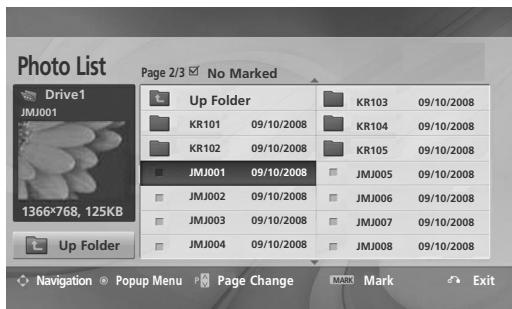 Photo List
Page 2/3 No Marked
Drive1
JMJ001
1366x768, 125KB
Up Folder
Up Folder
KR101 09/10/2008
KR102 09/10/2008
JMJ001 09/10/2008
JMJ002 09/10/2008
JMJ003 09/10/2008
JMJ004 09/10/2008
KR103 09/10/2008
KR104 09/10/2008
KR105 09/10/2008
JMJ005 09/10/2008
JMJ006 09/10/2008
JMJ007 09/10/2008
JMJ008 09/10/2008
Navigation Popup Menu P Page Change MARK Mark Exit